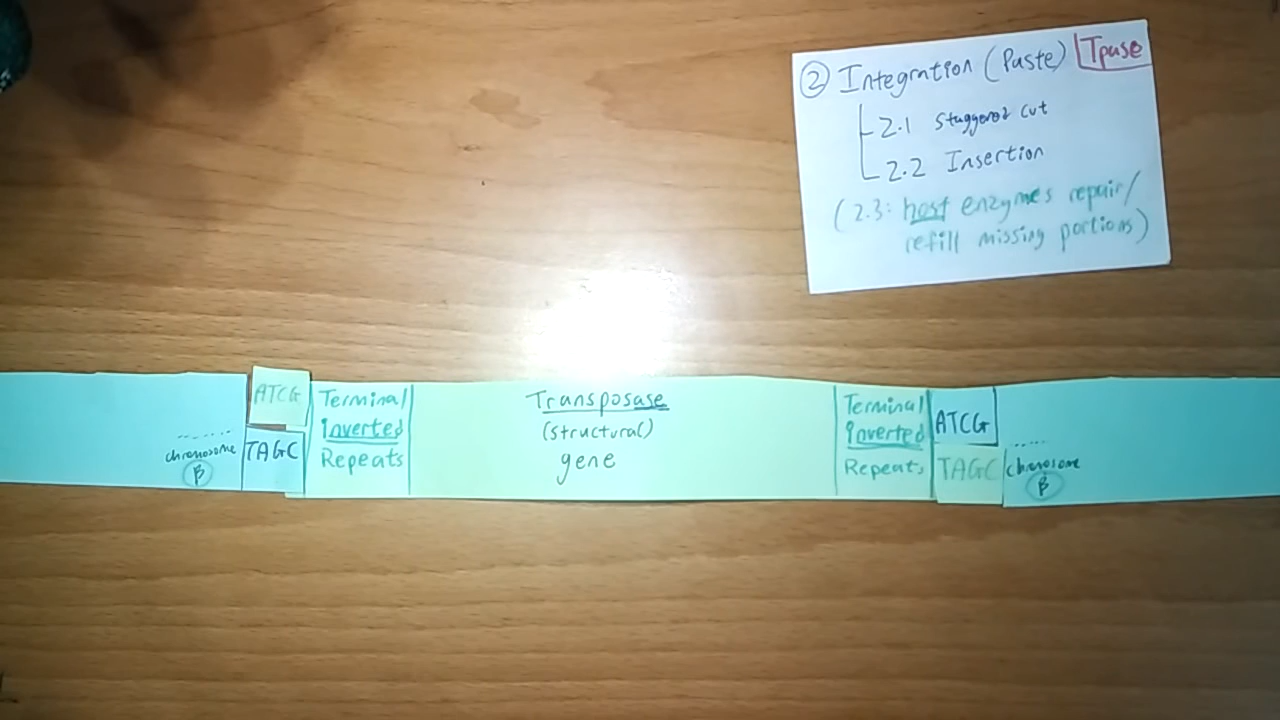 ② Integration (Paste) Tpase
2.1 staggered cut
2.2 Insertion
(2.3: host enzymes repair/
refill missing portions)
ATCG
TAGC
chromosome
β
Terminal
Inverted
Repeats
Transposase
(structural)
gene
Terminal
Inverted
Repeats
ATCG
TAGC
chromosome
β